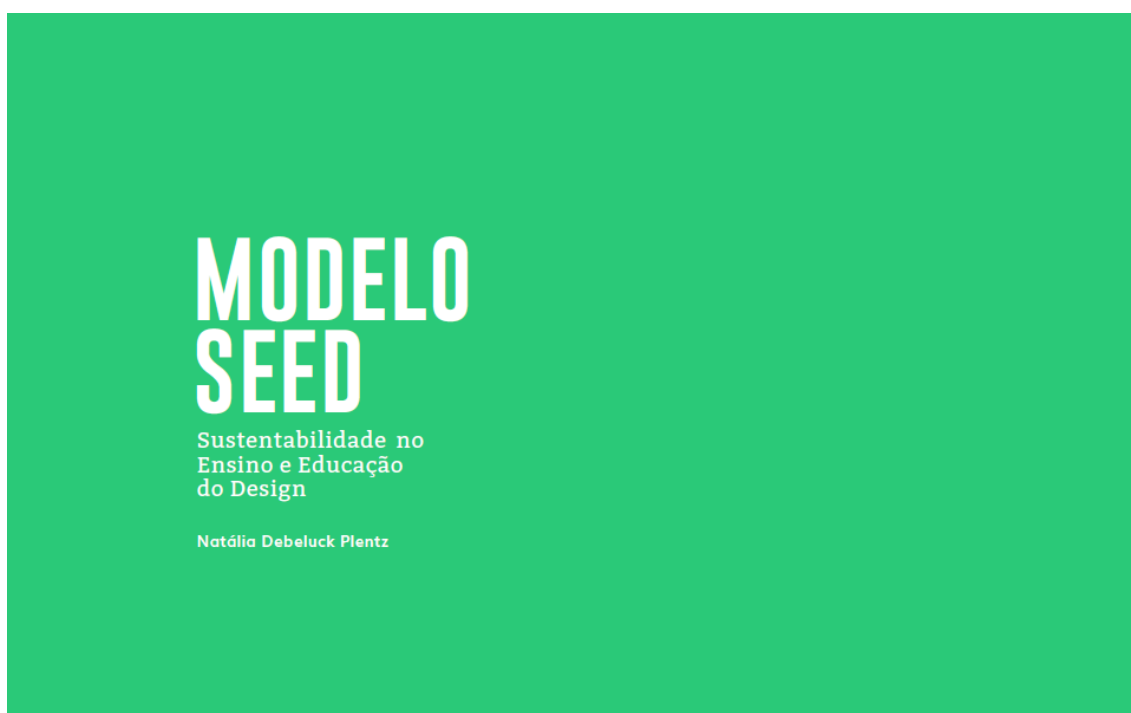 MODELO
SEED
Sustentabilidade no
Ensino e Educação
do Design
Natália Debeluck Plentz